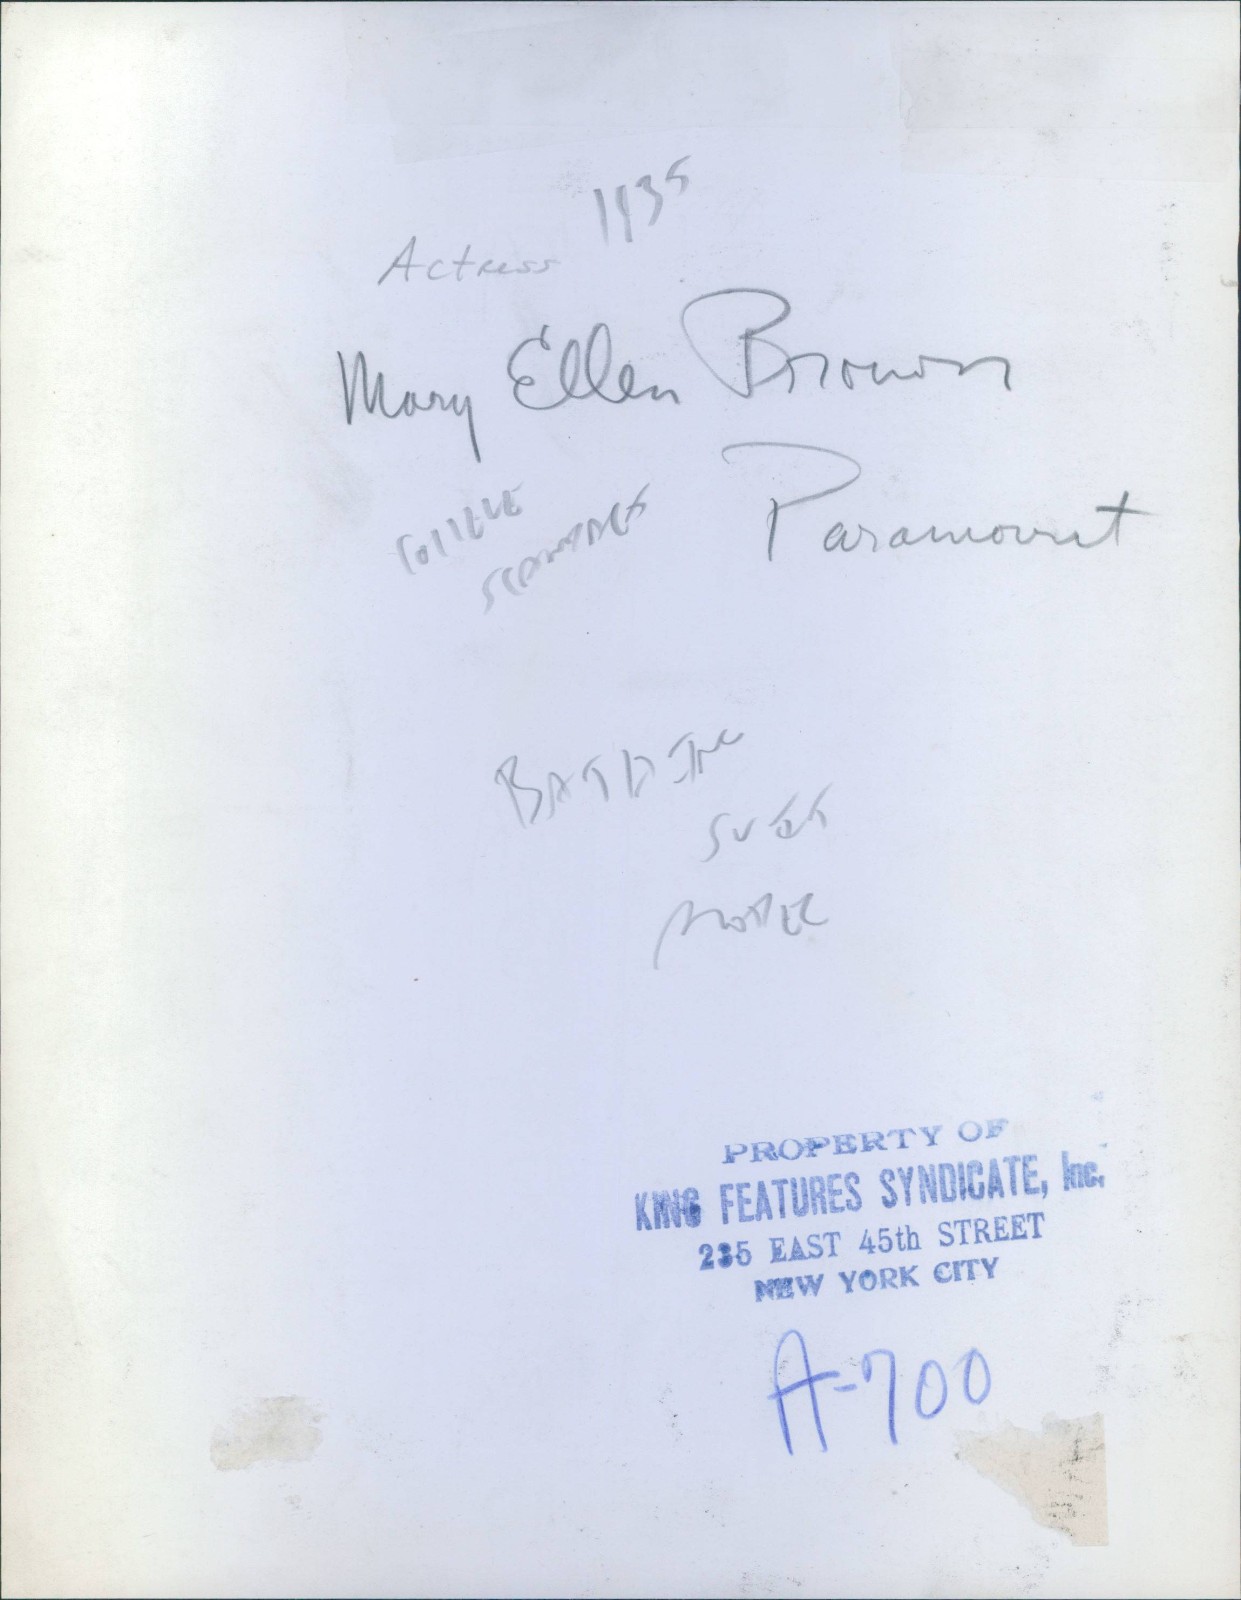 1935
Actress
Mary Ellen Brown
College
Paramount
Bathing
Suit
Model
PROPERTY OF
KING FEATURES SYNDICATE, Inc.
235 EAST 45th STREET
NEW YORK CITY
A-700